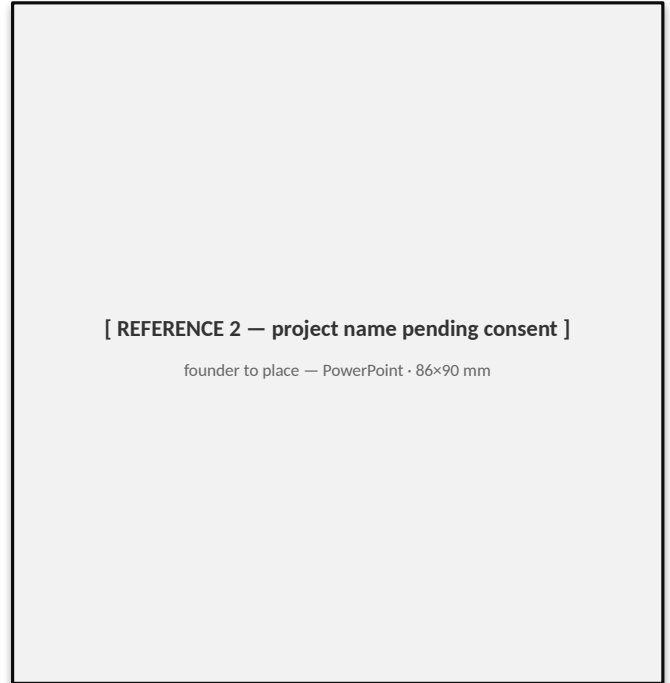 [ REFERENCE 2 — project name pending consent ]
founder to place — PowerPoint · 86×90 mm